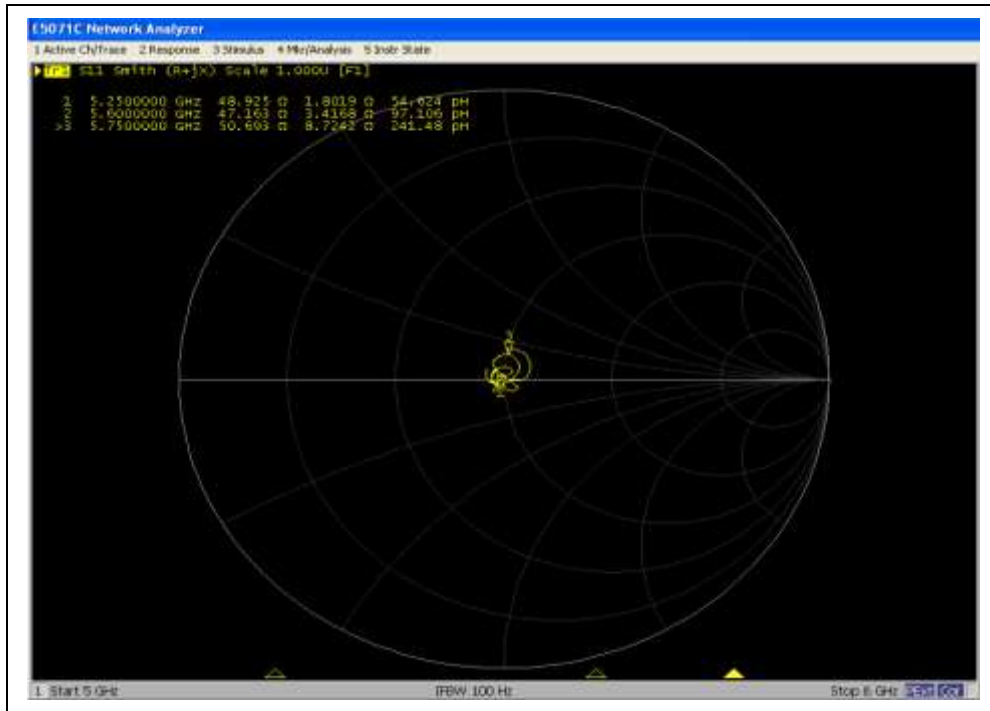 E5071C Network Analyzer
1 Active Ch/Trace 2 Response 3 Stimulus 4 Mkr/Analysis 5 Instr State
Tr1 S11 Smith (R+jX) Scale 1.000U [F1]
1 5.2500000 GHz 48.925 Ω 1.8019 Ω 54.624 pH
2 5.6000000 GHz 47.163 Ω 3.4168 Ω 97.106 pH
>3 5.7500000 GHz 50.603 Ω 8.7242 Ω 241.48 pH
1 Start 5 GHz IFBW 100 Hz Stop 6 GHz